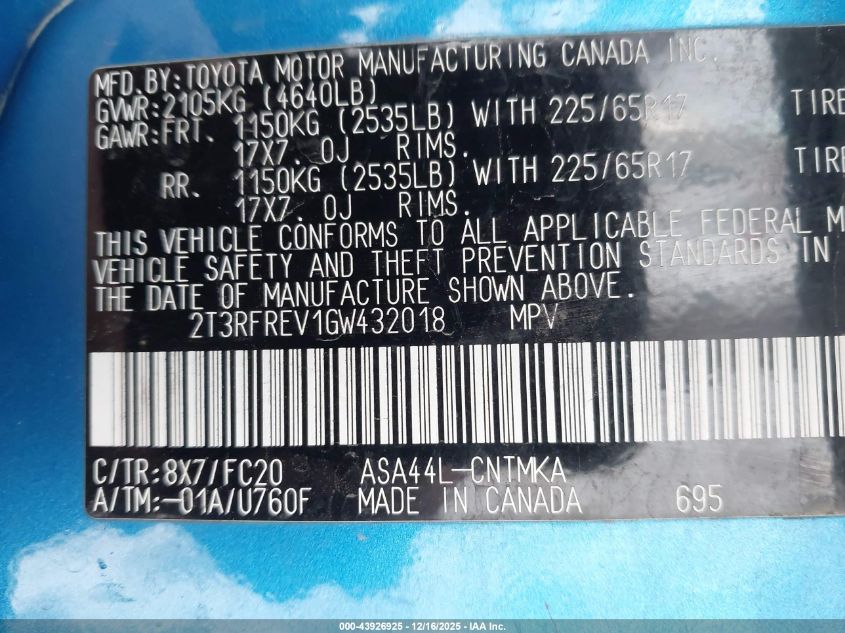 MFD.BY:TOYOTA MOTOR MANUFACTURING CANADA INC.
GVWR:2105KG (4640LB)
GAWR:FRT. 1150KG (2535LB) WITH 225/65R17 TIRE
17X7.0J RIMS.
RR. 1150KG (2535LB) WITH 225/65R17 TIRE
17X7.0J RIMS.
THIS VEHICLE CONFORMS TO ALL APPLICABLE FEDERAL M
VEHICLE SAFETY AND THEFT PREVENTION STANDARDS IN
THE DATE OF MANUFACTURE SHOWN ABOVE.
2T3RFREV1GW432018 MPV
C/TR:8X7/FC20 ASA44L-CNTMKA
A/TM:-01A/U760F MADE IN CANADA 695
000-43926925 - 12/16/2025 - IAA Inc.